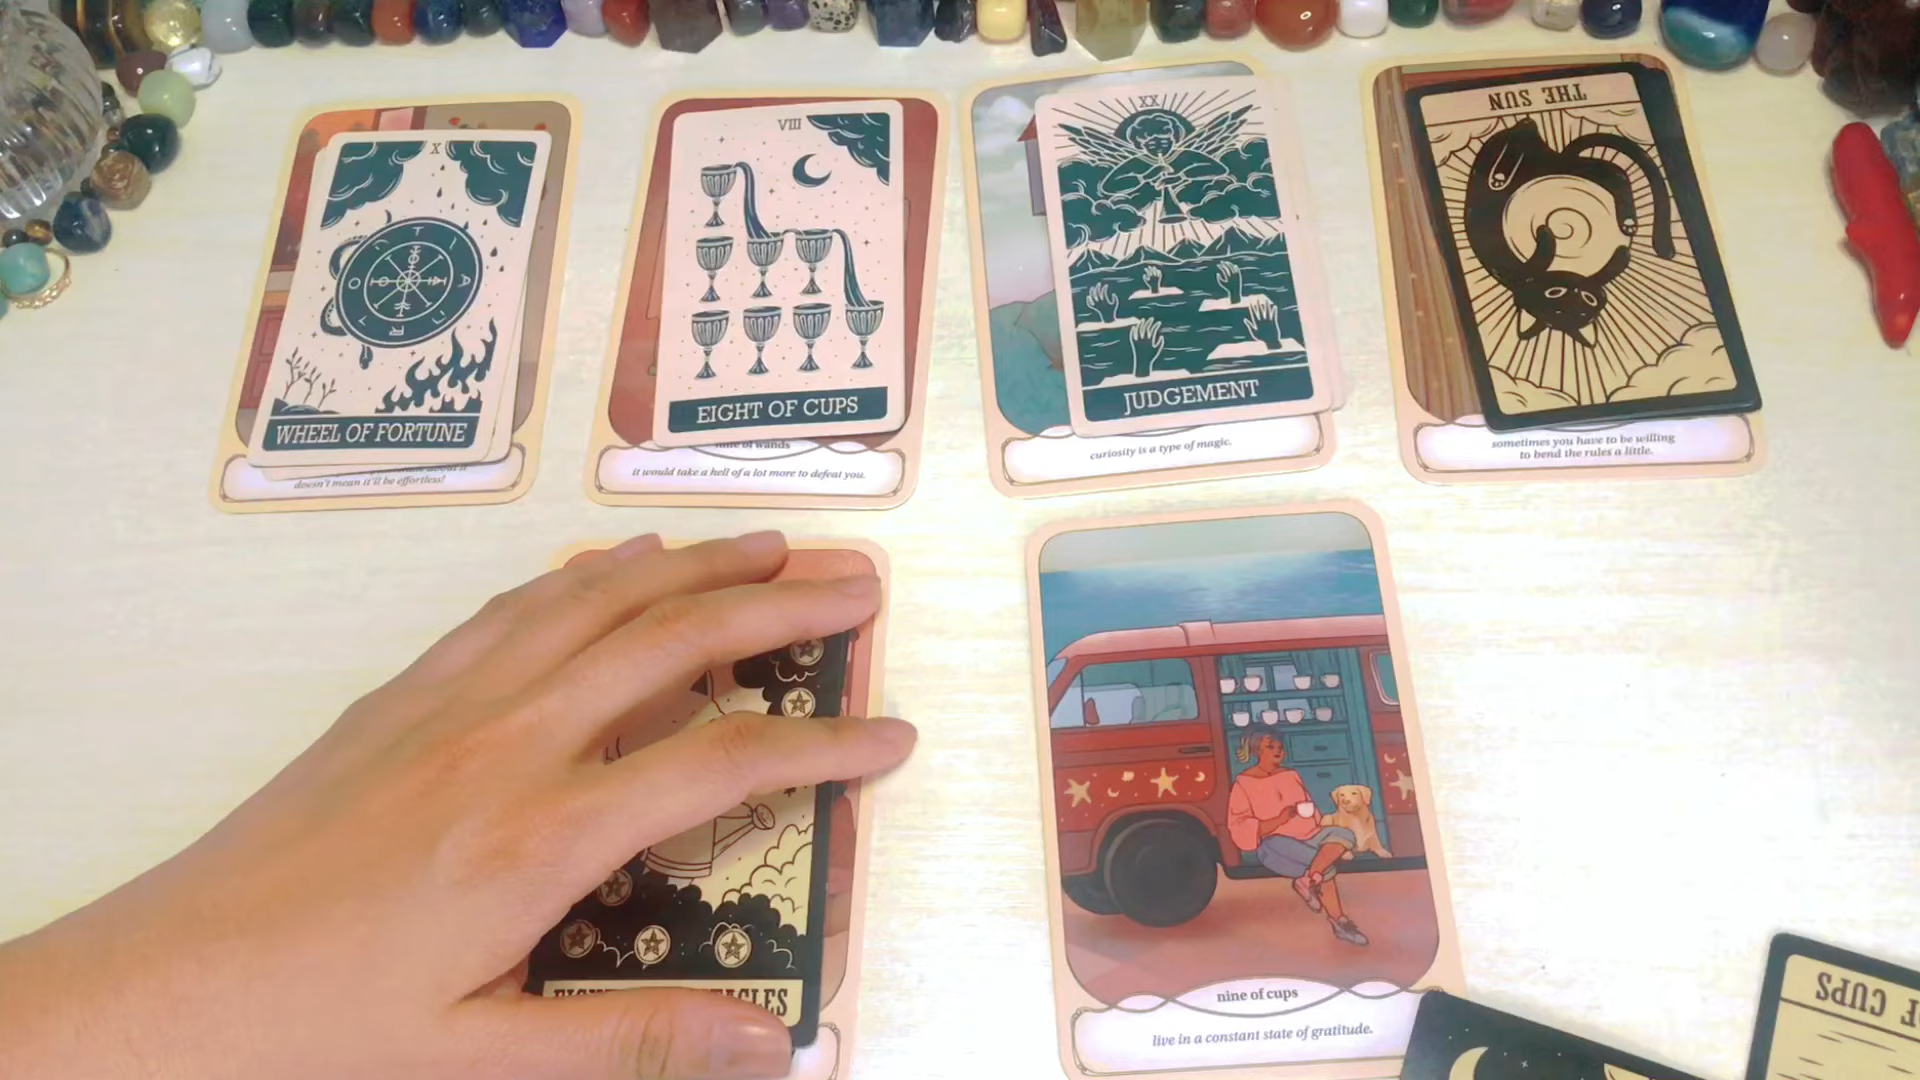 X
WHEEL OF FORTUNE
doesn't mean it'll be effortless!
VIII
EIGHT OF CUPS
nine of wands
it would take a hell of a lot more to defeat you.
XX
JUDGEMENT
curiosity is a type of magic.
THE SUN
sometimes you have to be willing
to bend the rules a little.
nine of cups
live in a constant state of gratitude.
OF CUPS